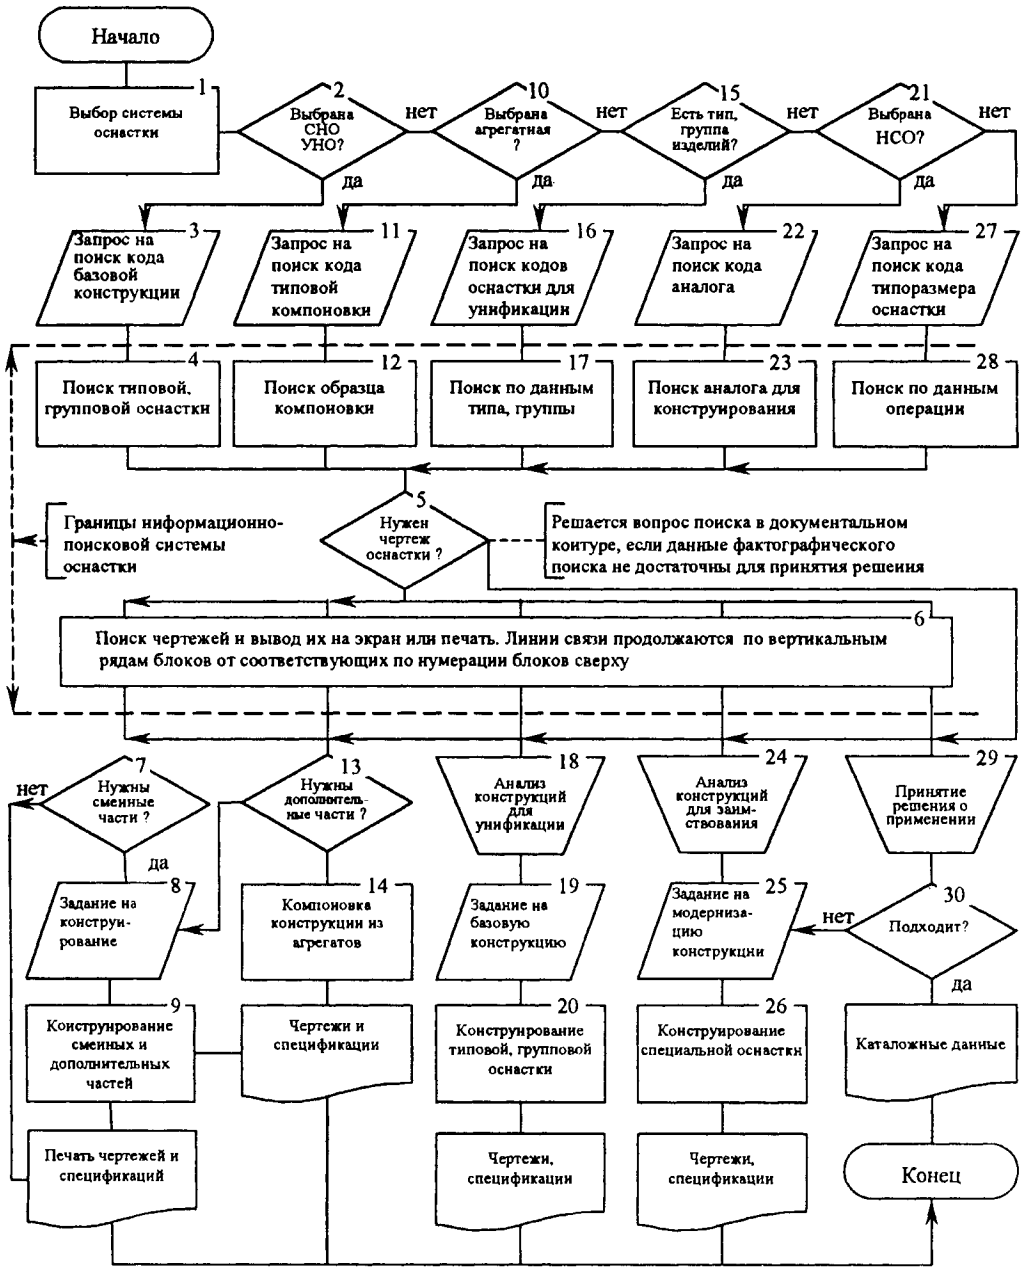 Начало
1
Выбор системы
оснастки
2
Выбрана
СНО
УНО?
нет
да
10
Выбрана
агрегатная
?
нет
да
15
Есть тип,
группа
изделий?
нет
да
21
Выбрана
НСО?
нет
да
3
Запрос на
поиск кода
базовой
конструкции
11
Запрос на
поиск кода
типовой
компоновки
16
Запрос на
поиск кодов
оснастки для
унификации
22
Запрос на
поиск кода
аналога
27
Запрос на
поиск кода
типоразмера
оснастки
4
Поиск типовой,
групповой оснастки
12
Поиск образца
компоновки
17
Поиск по данным
типа, группы
23
Поиск аналога для
конструирования
28
Поиск по данным
операции
Границы информационно-
поисковой системы
оснастки
5
Нужен
чертеж
оснастки ?
Решается вопрос поиска в документальном
контуре, если данные фактографического
поиска не достаточны для принятия решения
6
Поиск чертежей и вывод их на экран или печать. Линии связи продолжаются по вертикальным
рядам блоков от соответствующих по нумерации блоков сверху
7
Нужны
сменные
части ?
нет
да
13
Нужны
дополнитель-
ные части ?
18
Анализ
конструкций
для
унификации
24
Анализ
конструкций
для заим-
ствования
29
Принятие
решения о
применении
8
Задание на
конструи-
рование
14
Компоновка
конструкции из
агрегатов
19
Задание на
базовую
конструкцию
25
Задание на
модерниза-
цию
конструкции
30
Подходит?
нет
да
9
Конструирование
сменных и
дополнительных
частей
Чертежи и
спецификации
20
Конструирование
типовой, групповой
оснастки
26
Конструирование
специальной оснастки
Каталожные данные
Печать чертежей и
спецификаций
Чертежи,
спецификации
Чертежи,
спецификации
Конец